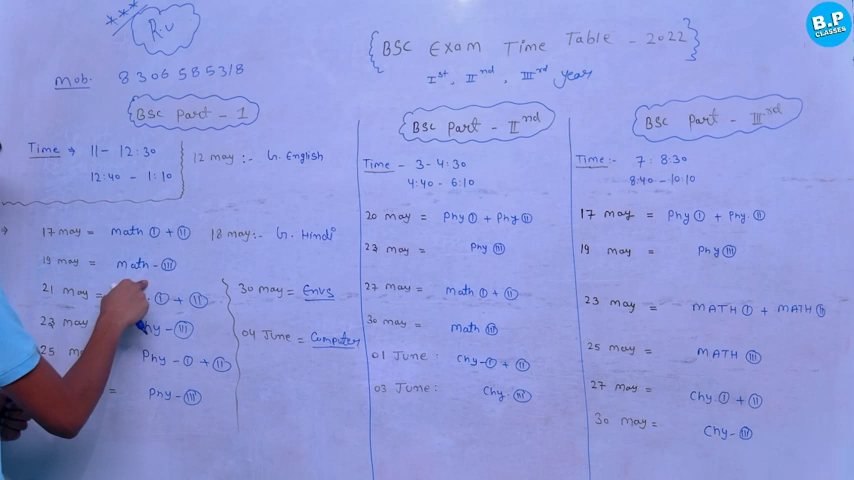 ***
R.U
B.P
CLASSES
BSC Exam Time Table - 2022
Iˢᵗ, IIⁿᵈ, IIIʳᵈ year
Mob. 8306585318
BSC Part - 1
Time → 11 - 12:30
12:40 - 1:10
12 may :- G. English
17 may = math Ⓘ + Ⅱ
18 may :- G. Hindi
19 may = math - Ⅲ
21 may = Ⓘ + Ⅱ
30 may = Envs
23 may Phy - Ⅲ
04 June = Computer
25 Phy - Ⓘ + Ⅱ
= Phy - Ⅲ
BSC Part - IIⁿᵈ
Time - 3 - 4:30
4:40 - 6:10
20 may = Phy Ⓘ + Phy Ⅱ
23 may = Phy Ⅲ
27 may = Math Ⓘ + Ⅱ
30 may = Math Ⅲ
01 June : Chy - Ⓘ + Ⅱ
03 June : Chy. Ⅲ
BSC Part - IIIʳᵈ
Time :- 7 : 8:30
8:40 - 10:10
17 may = Phy Ⓘ + Phy. Ⅱ
19 may = Phy Ⅲ
23 may = MATH Ⓘ + MATH Ⅱ
25 may = MATH Ⅲ
27 may = Chy. Ⓘ + Ⅱ
30 may = Chy - Ⅲ